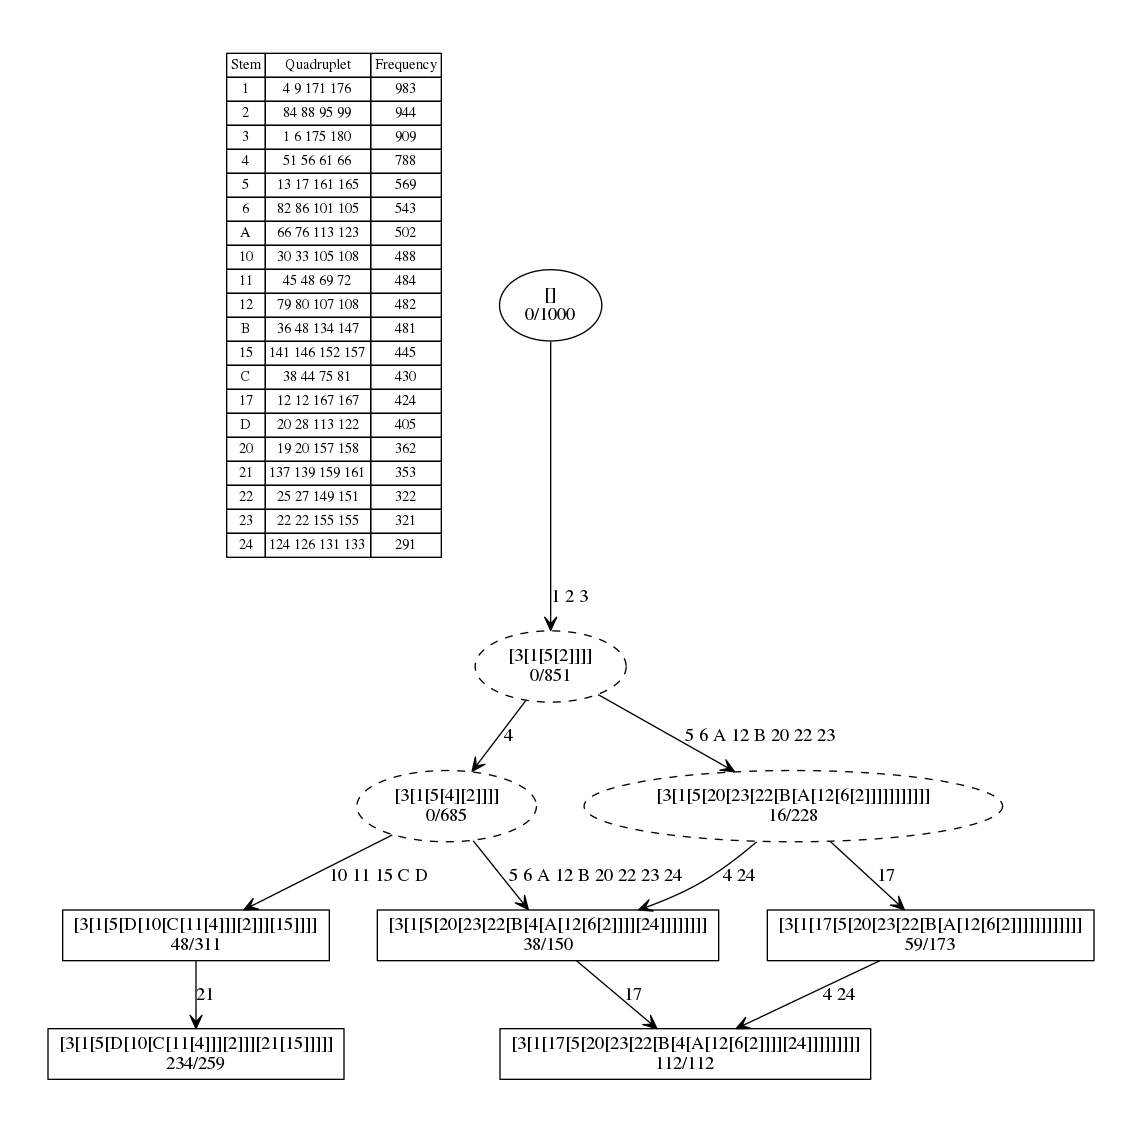 Stem Quadruplet Frequency
1 4 9 171 176 983
2 84 88 95 99 944
3 1 6 175 180 909
4 51 56 61 66 788
5 13 17 161 165 569
6 82 86 101 105 543
A 66 76 113 123 502
10 30 33 105 108 488
11 45 48 69 72 484
12 79 80 107 108 482
B 36 48 134 147 481
15 141 146 152 157 445
C 38 44 75 81 430
17 12 12 167 167 424
D 20 28 113 122 405
20 19 20 157 158 362
21 137 139 159 161 353
22 25 27 149 151 322
23 22 22 155 155 321
24 124 126 131 133 291
[]
0/1000
1 2 3
[3[1[5[2]]]]
0/851
4
5 6 A 12 B 20 22 23
[3[1[5[4][2]]]]
0/685
[3[1[5[20[23[22[B[A[12[6[2]]]]]]]]]]]
16/228
10 11 15 C D
5 6 A 12 B 20 22 23 24
4 24
17
[3[1[5[D[10[C[11[4]]]][2]]][15]]]]
48/311
[3[1[5[20[23[22[B[4[A[12[6[2]]]][24]]]]]]]]
38/150
[3[1[17[5[20[23[22[B[A[12[6[2]]]]]]]]]]]]
59/173
21
17
4 24
[3[1[5[D[10[C[11[4]]]][2]]][21[15]]]]]
234/259
[3[1[17[5[20[23[22[B[4[A[12[6[2]]]][24]]]]]]]]]
112/112